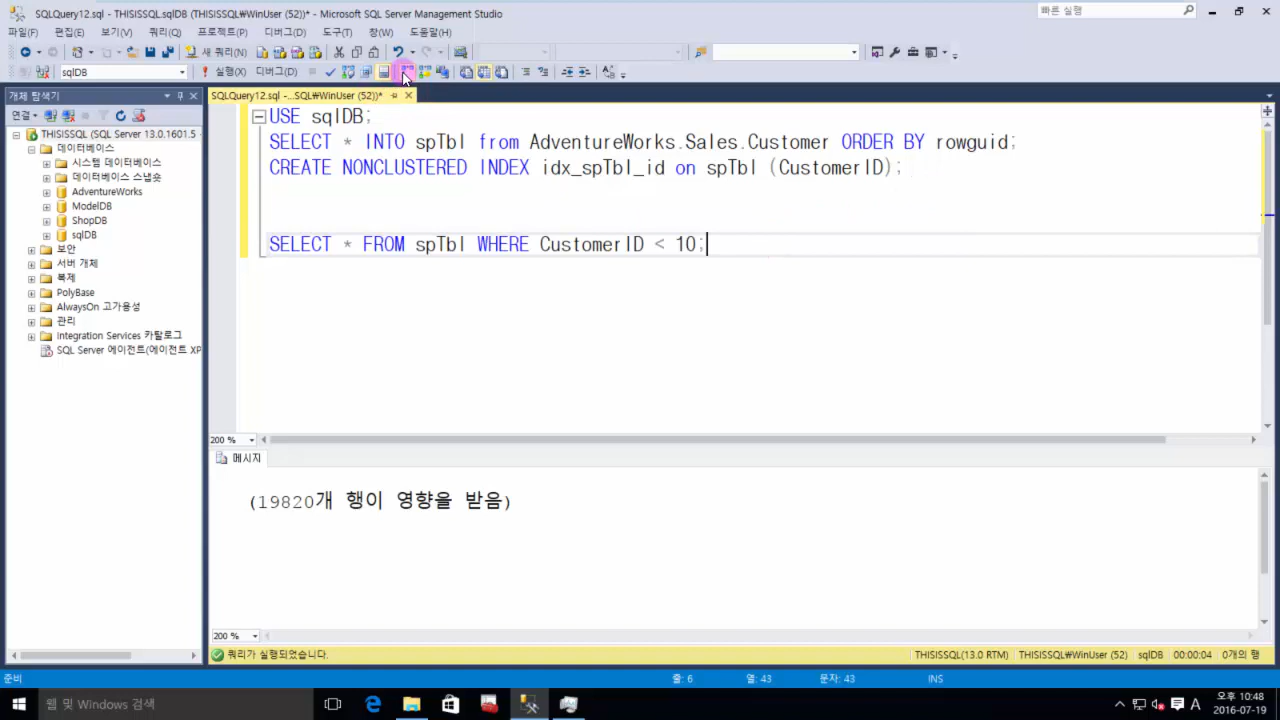 SQLQuery12.sql - THISISSQL.sqlDB (THISISSQL₩WinUser (52))* - Microsoft SQL Server Management Studio
빠른 실행
파일(F) 편집(E) 보기(V) 쿼리(Q) 프로젝트(P) 디버그(D) 도구(T) 창(W) 도움말(H)
새 쿼리(N)
sqlDB 실행(X) 디버그(D)
개체 탐색기
SQLQuery12.sql -...SQL₩WinUser (52))*
연결
THISISSQL (SQL Server 13.0.1601.5
데이터베이스
시스템 데이터베이스
데이터베이스 스냅숏
AdventureWorks
ModelDB
ShopDB
sqlDB
보안
서버 개체
복제
PolyBase
AlwaysOn 고가용성
관리
Integration Services 카탈로그
SQL Server 에이전트(에이전트 XP
USE sqlDB;
SELECT * INTO spTbl from AdventureWorks.Sales.Customer ORDER BY rowguid;
CREATE NONCLUSTERED INDEX idx_spTbl_id on spTbl (CustomerID);
SELECT * FROM spTbl WHERE CustomerID < 10;
200 %
메시지
(19820개 행이 영향을 받음)
200 %
쿼리가 실행되었습니다.
THISISSQL(13.0 RTM) THISISSQL₩WinUser (52) sqlDB 00:00:04 0개의 행
준비 줄: 6 열: 43 문자: 43 INS
웹 및 Windows 검색
A
오후 10:48
2016-07-19